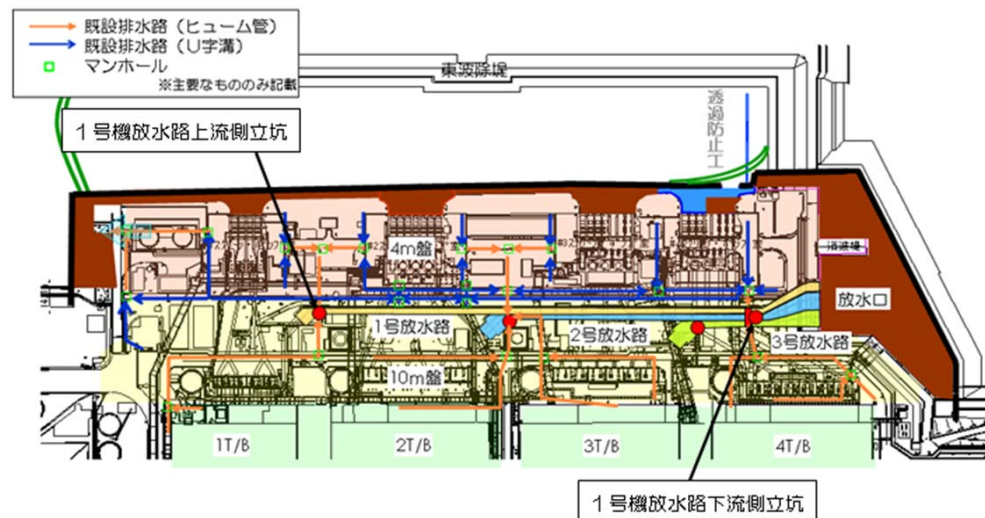 既設排水路（ヒューム管）
既設排水路（U字溝）
マンホール
※主要なもののみ記載
東波除堤
1号機放水路上流側立坑
透過防止工
4m盤
消波堤
放水口
1号放水路
2号放水路
3号放水路
10m盤
1T/B
2T/B
3T/B
4T/B
1号機放水路下流側立坑